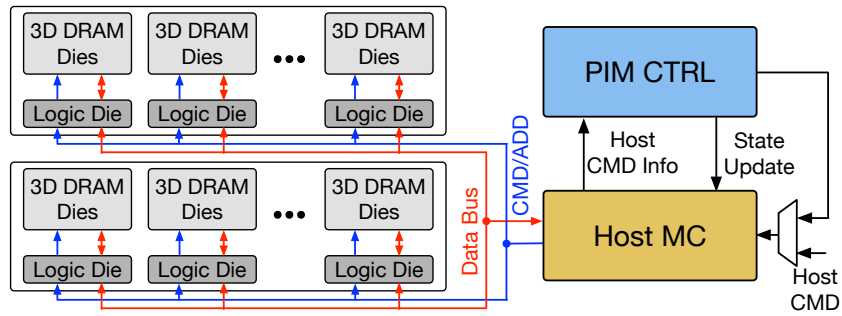 3D DRAM
Dies
3D DRAM
Dies
•••
3D DRAM
Dies
Logic Die
Logic Die
Logic Die
3D DRAM
Dies
3D DRAM
Dies
•••
3D DRAM
Dies
Logic Die
Logic Die
Logic Die
Data Bus
CMD/ADD
PIM CTRL
Host
CMD Info
State
Update
Host MC
Host
CMD